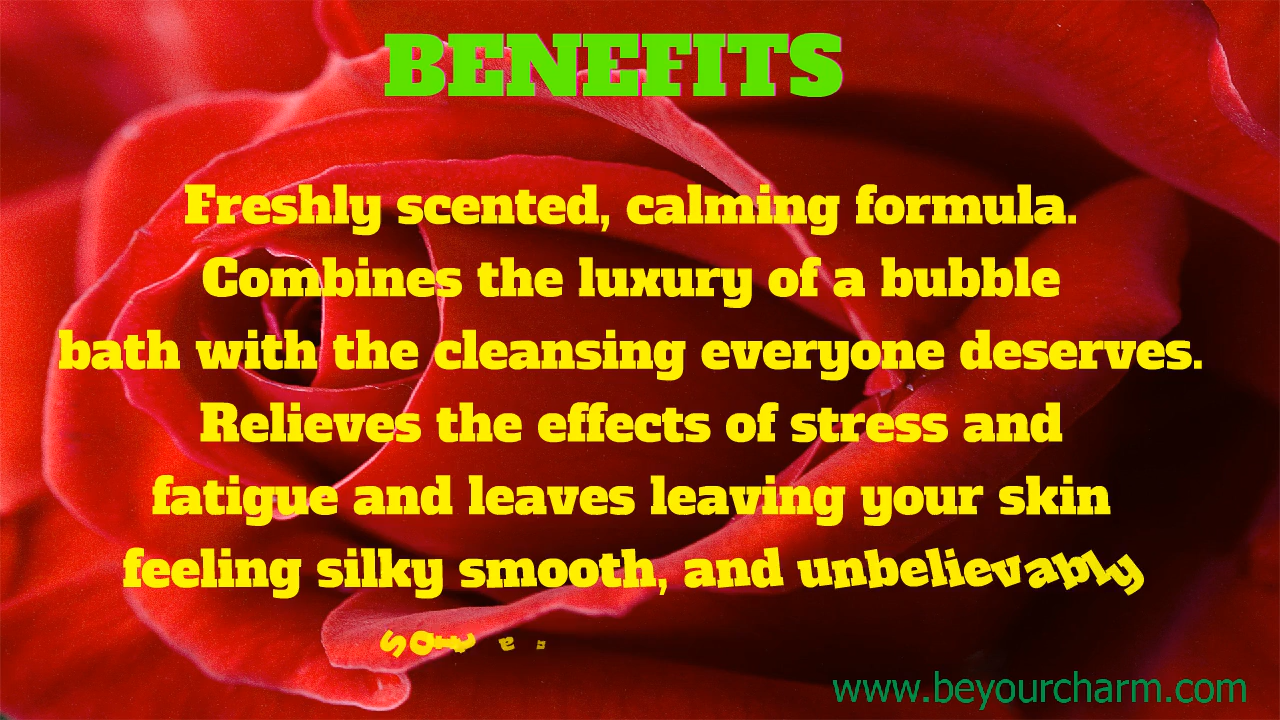 BENEFITS
Freshly scented, calming formula.
Combines the luxury of a bubble
bath with the cleansing everyone deserves.
Relieves the effects of stress and
fatigue and leaves leaving your skin
feeling silky smooth, and unbelievably
www.beyourcharm.com